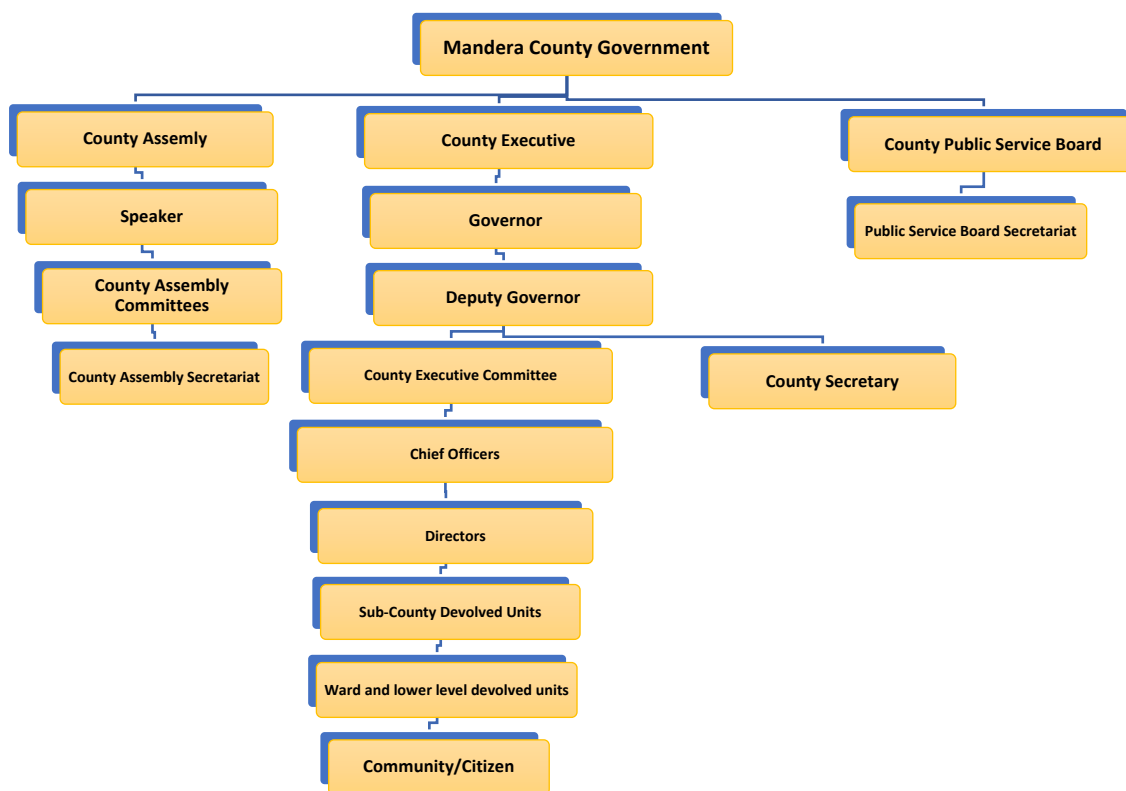 Mandera County Government
County Assemly
County Executive
County Public Service Board
Speaker
Governor
Public Service Board Secretariat
County Assembly
Committees
Deputy Governor
County Assembly Secretariat
County Executive Committee
County Secretary
Chief Officers
Directors
Sub-County Devolved Units
Ward and lower level devolved units
Community/Citizen